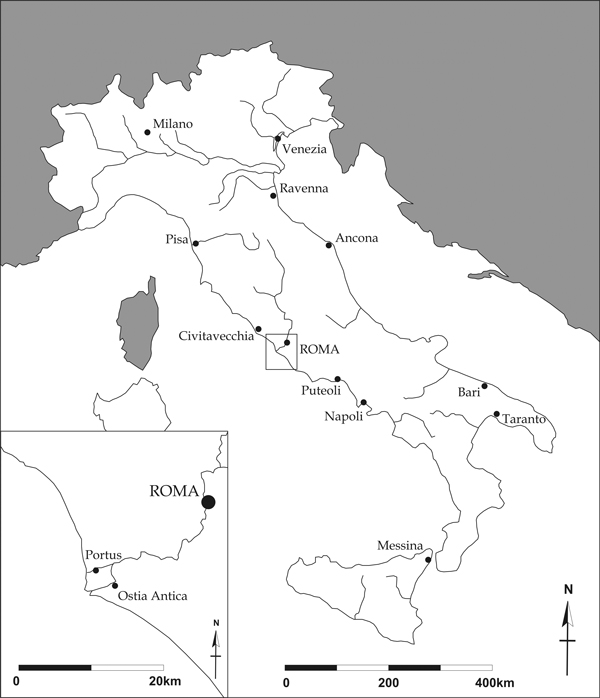 Milano
Venezia
Ravenna
Pisa
Ancona
Civitavecchia
ROMA
Puteoli
Bari
Napoli
Taranto
ROMA
Messina
Portus
Ostia Antica
N
N
0 20km
0 200 400km